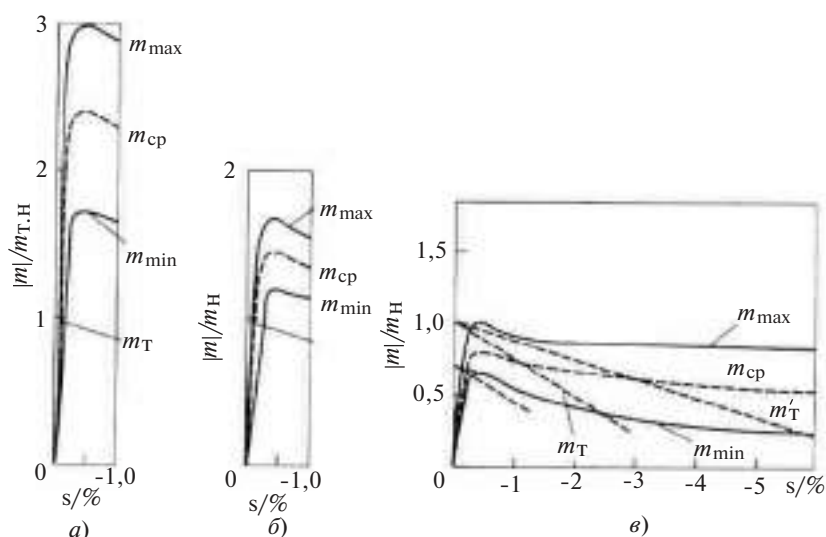 |m|/m_Т.Н
3
2
1
0
m_max
m_ср
m_min
m_Т
-1,0
s/%
а)
|m|/m_Н
2
1
0
m_max
m_ср
m_min
-1,0
s/%
б)
|m|/m_Н
1,5
1,0
0,5
0
m_max
m_ср
m'_Т
m_Т
m_min
-1
-2
-3
-4
-5
s/%
в)